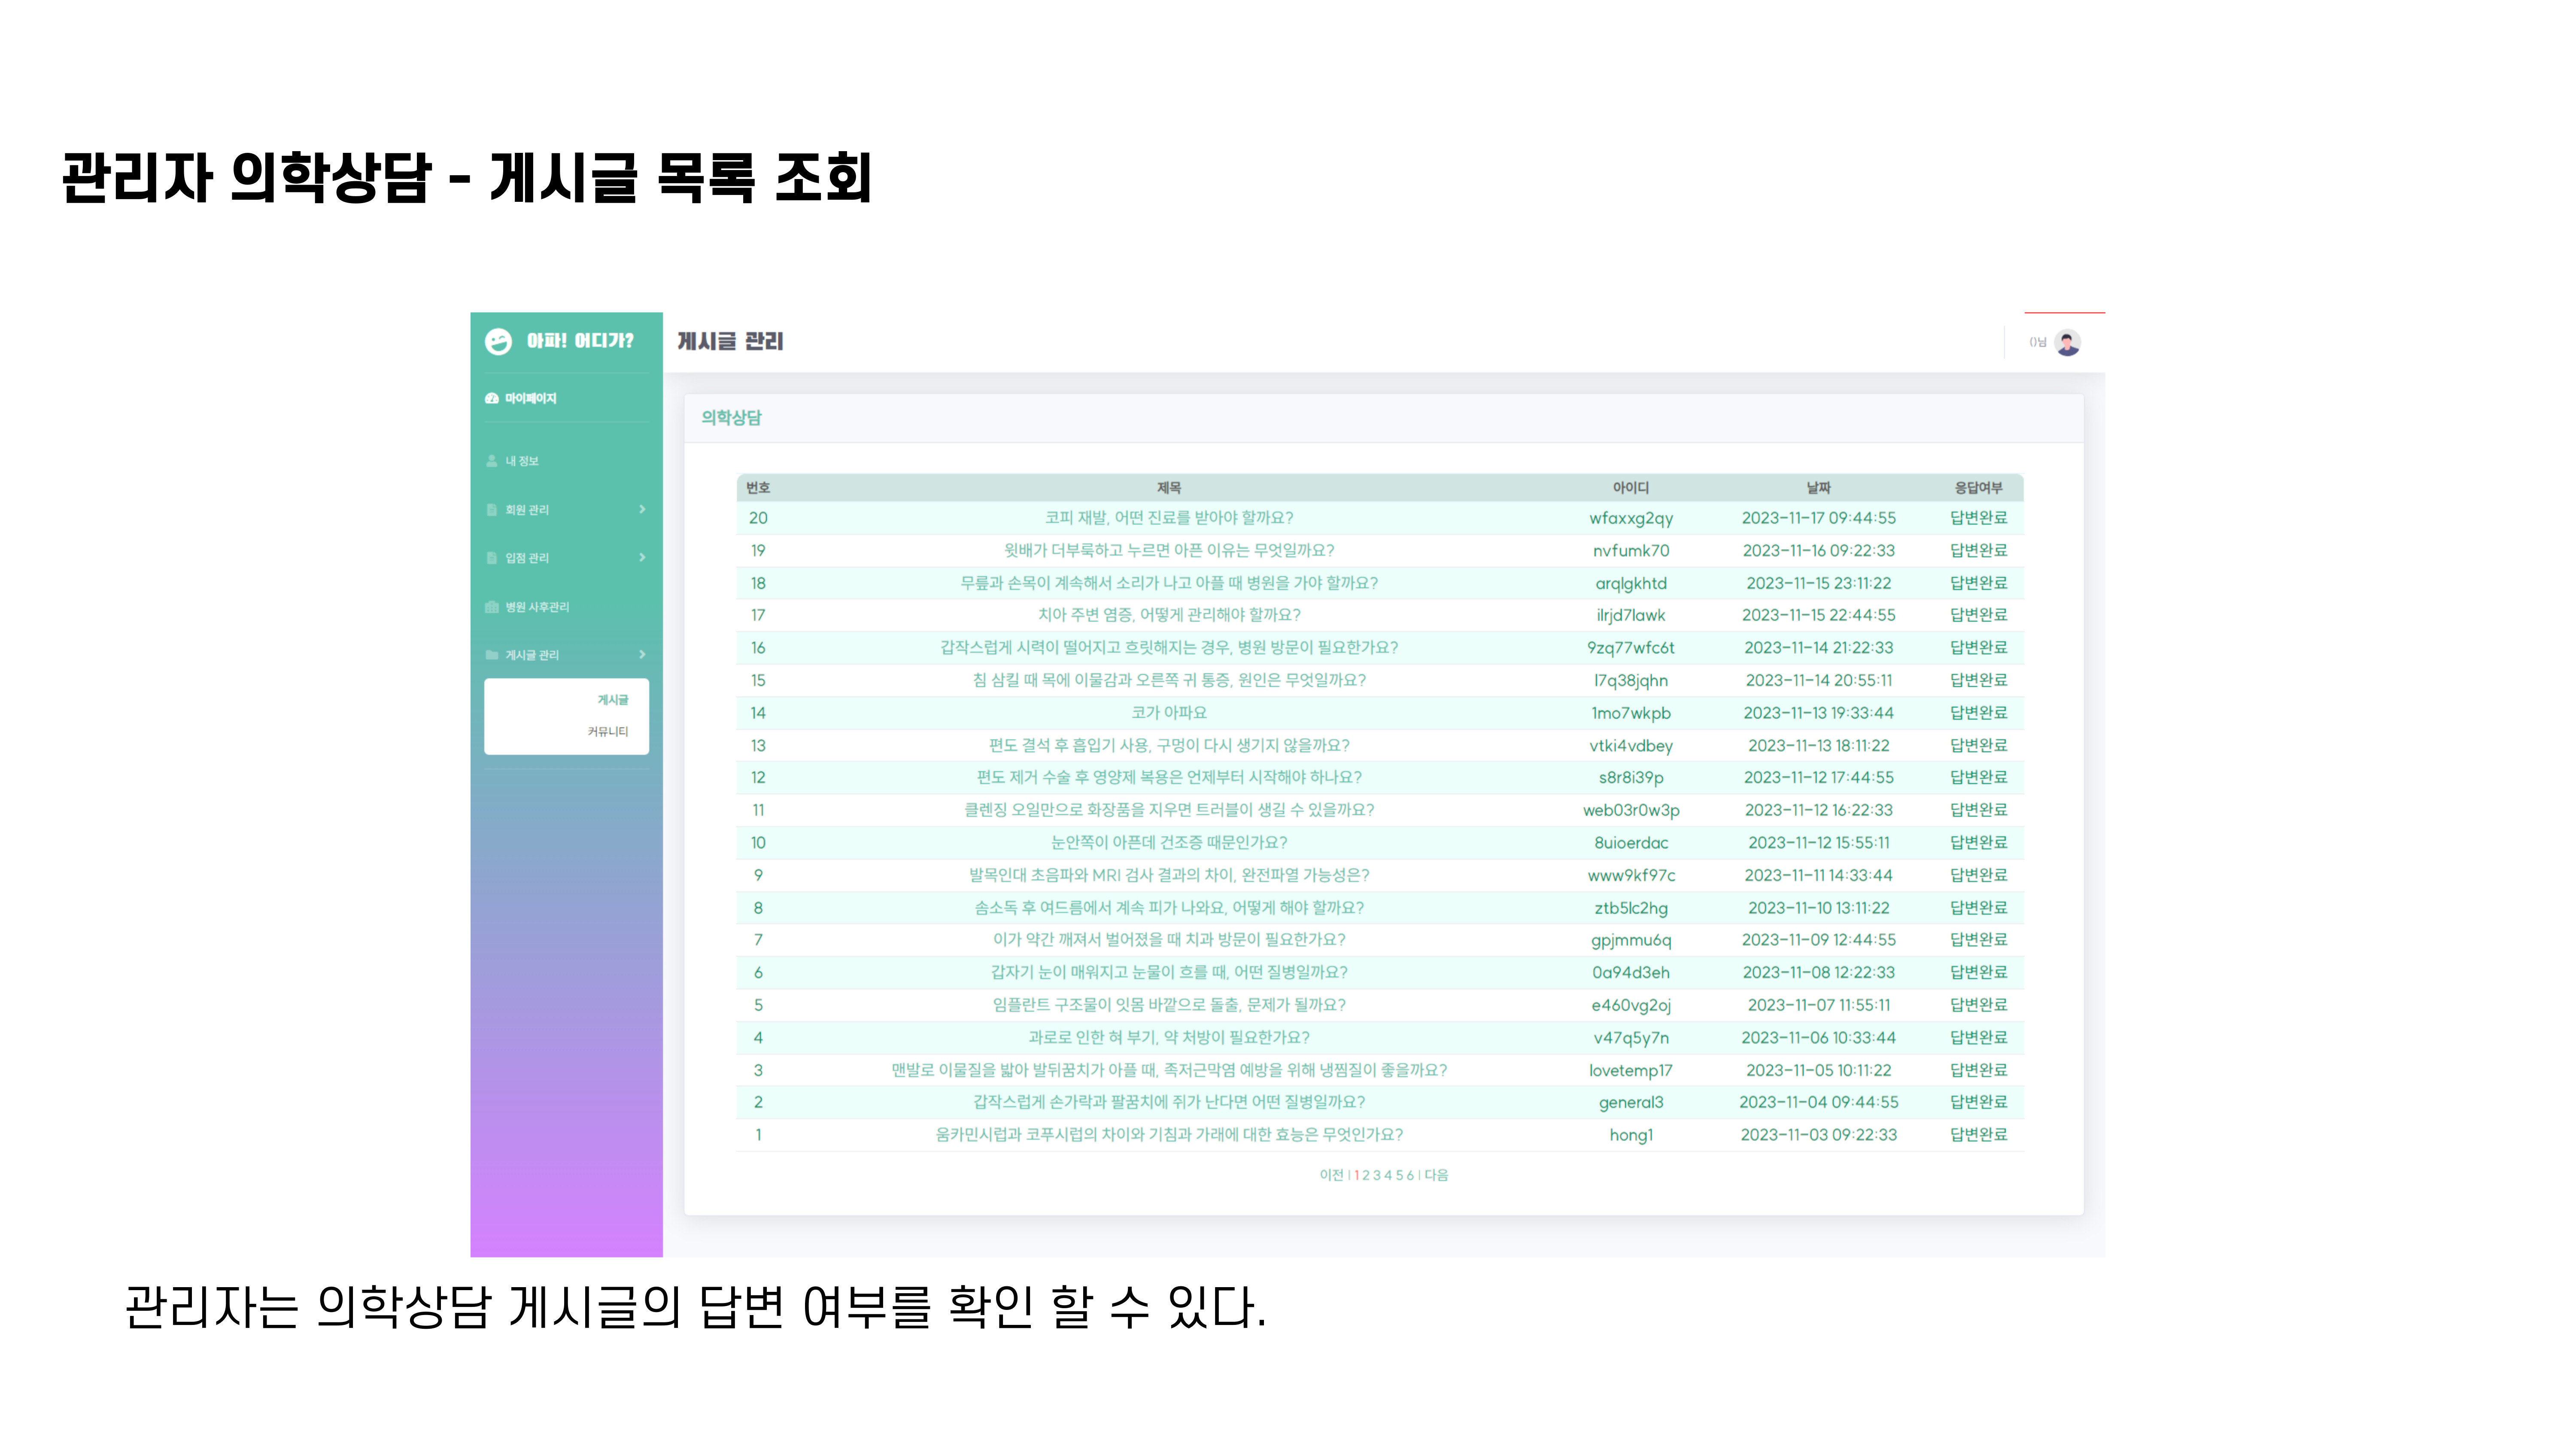 관리자 의학상담 - 게시글 목록 조회
아파! 어디가?
게시글 관리
()님
마이페이지
내 정보
회원 관리
입점 관리
병원 사후관리
게시글 관리
게시글
커뮤니티
의학상담
번호 제목 아이디 날짜 응답여부
20 코피 재발, 어떤 진료를 받아야 할까요? wfaxxg2qy 2023-11-17 09:44:55 답변완료
19 윗배가 더부룩하고 누르면 아픈 이유는 무엇일까요? nvfumk70 2023-11-16 09:22:33 답변완료
18 무릎과 손목이 계속해서 소리가 나고 아플 때 병원을 가야 할까요? arqlgkhtd 2023-11-15 23:11:22 답변완료
17 치아 주변 염증, 어떻게 관리해야 할까요? ilrjd7lawk 2023-11-15 22:44:55 답변완료
16 갑작스럽게 시력이 떨어지고 흐릿해지는 경우, 병원 방문이 필요한가요? 9zq77wfc6t 2023-11-14 21:22:33 답변완료
15 침 삼킬 때 목에 이물감과 오른쪽 귀 통증, 원인은 무엇일까요? l7q38jqhn 2023-11-14 20:55:11 답변완료
14 코가 아파요 1mo7wkpb 2023-11-13 19:33:44 답변완료
13 편도 결석 후 흡입기 사용, 구멍이 다시 생기지 않을까요? vtki4vdbey 2023-11-13 18:11:22 답변완료
12 편도 제거 수술 후 영양제 복용은 언제부터 시작해야 하나요? s8r8i39p 2023-11-12 17:44:55 답변완료
11 클렌징 오일만으로 화장품을 지우면 트러블이 생길 수 있을까요? web03r0w3p 2023-11-12 16:22:33 답변완료
10 눈안쪽이 아픈데 건조증 때문인가요? 8uioerdac 2023-11-12 15:55:11 답변완료
9 발목인대 초음파와 MRI 검사 결과의 차이, 완전파열 가능성은? www9kf97c 2023-11-11 14:33:44 답변완료
8 솜소독 후 여드름에서 계속 피가 나와요, 어떻게 해야 할까요? ztb5lc2hg 2023-11-10 13:11:22 답변완료
7 이가 약간 깨져서 벌어졌을 때 치과 방문이 필요한가요? gpjmmu6q 2023-11-09 12:44:55 답변완료
6 갑자기 눈이 매워지고 눈물이 흐를 때, 어떤 질병일까요? 0a94d3eh 2023-11-08 12:22:33 답변완료
5 임플란트 구조물이 잇몸 바깥으로 돌출, 문제가 될까요? e460vg2oj 2023-11-07 11:55:11 답변완료
4 과로로 인한 혀 부기, 약 처방이 필요한가요? v47q5y7n 2023-11-06 10:33:44 답변완료
3 맨발로 이물질을 밟아 발뒤꿈치가 아플 때, 족저근막염 예방을 위해 냉찜질이 좋을까요? lovetemp17 2023-11-05 10:11:22 답변완료
2 갑작스럽게 손가락과 팔꿈치에 쥐가 난다면 어떤 질병일까요? general3 2023-11-04 09:44:55 답변완료
1 움카민시럽과 코푸시럽의 차이와 기침과 가래에 대한 효능은 무엇인가요? hong1 2023-11-03 09:22:33 답변완료
이전 | 1 2 3 4 5 6 | 다음
관리자는 의학상담 게시글의 답변 여부를 확인 할 수 있다.